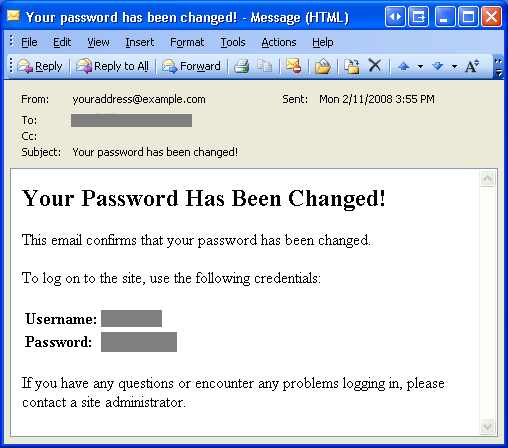 Your password has been changed! - Message (HTML)
File Edit View Insert Format Tools Actions Help
Reply Reply to All Forward A
From: youraddress@example.com Sent: Mon 2/11/2008 3:55 PM
To:
Cc:
Subject: Your password has been changed!
Your Password Has Been Changed!
This email confirms that your password has been changed.
To log on to the site, use the following credentials:
Username:
Password:
If you have any questions or encounter any problems logging in, please
contact a site administrator.